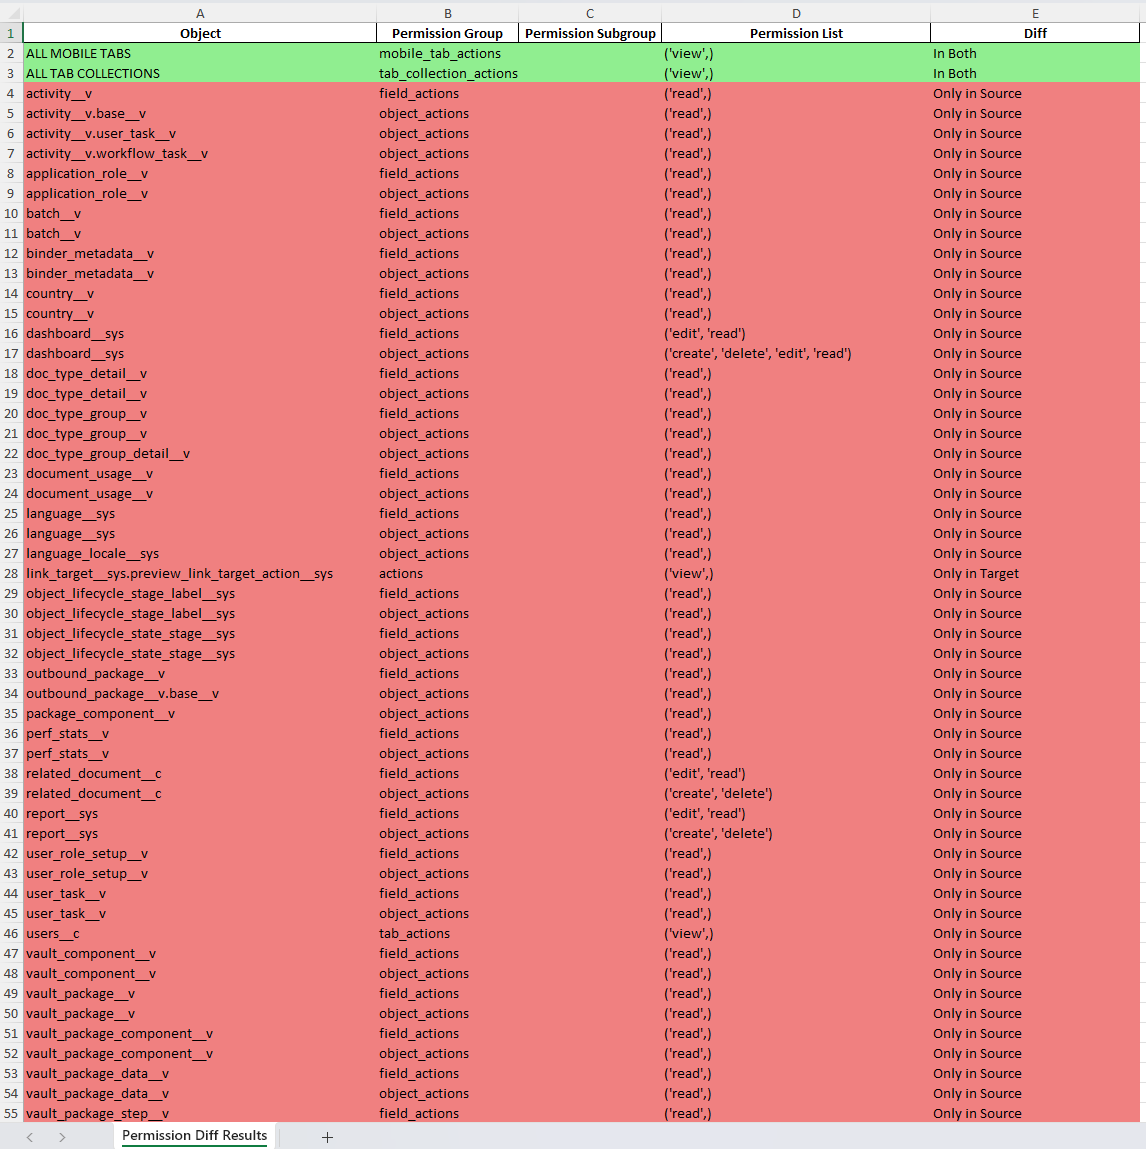 A B C D E
1 Object Permission Group Permission Subgroup Permission List Diff
2 ALL MOBILE TABS mobile_tab_actions ('view',) In Both
3 ALL TAB COLLECTIONS tab_collection_actions ('view',) In Both
4 activity__v field_actions ('read',) Only in Source
5 activity__v.base__v object_actions ('read',) Only in Source
6 activity__v.user_task__v object_actions ('read',) Only in Source
7 activity__v.workflow_task__v object_actions ('read',) Only in Source
8 application_role__v field_actions ('read',) Only in Source
9 application_role__v object_actions ('read',) Only in Source
10 batch__v field_actions ('read',) Only in Source
11 batch__v object_actions ('read',) Only in Source
12 binder_metadata__v field_actions ('read',) Only in Source
13 binder_metadata__v object_actions ('read',) Only in Source
14 country__v field_actions ('read',) Only in Source
15 country__v object_actions ('read',) Only in Source
16 dashboard__sys field_actions ('edit', 'read') Only in Source
17 dashboard__sys object_actions ('create', 'delete', 'edit', 'read') Only in Source
18 doc_type_detail__v field_actions ('read',) Only in Source
19 doc_type_detail__v object_actions ('read',) Only in Source
20 doc_type_group__v field_actions ('read',) Only in Source
21 doc_type_group__v object_actions ('read',) Only in Source
22 doc_type_group_detail__v object_actions ('read',) Only in Source
23 document_usage__v field_actions ('read',) Only in Source
24 document_usage__v object_actions ('read',) Only in Source
25 language__sys field_actions ('read',) Only in Source
26 language__sys object_actions ('read',) Only in Source
27 language_locale__sys object_actions ('read',) Only in Source
28 link_target__sys.preview_link_target_action__sys actions ('view',) Only in Target
29 object_lifecycle_stage_label__sys field_actions ('read',) Only in Source
30 object_lifecycle_stage_label__sys object_actions ('read',) Only in Source
31 object_lifecycle_state_stage__sys field_actions ('read',) Only in Source
32 object_lifecycle_state_stage__sys object_actions ('read',) Only in Source
33 outbound_package__v field_actions ('read',) Only in Source
34 outbound_package__v.base__v object_actions ('read',) Only in Source
35 package_component__v object_actions ('read',) Only in Source
36 perf_stats__v field_actions ('read',) Only in Source
37 perf_stats__v object_actions ('read',) Only in Source
38 related_document__c field_actions ('edit', 'read') Only in Source
39 related_document__c object_actions ('create', 'delete') Only in Source
40 report__sys field_actions ('edit', 'read') Only in Source
41 report__sys object_actions ('create', 'delete') Only in Source
42 user_role_setup__v field_actions ('read',) Only in Source
43 user_role_setup__v object_actions ('read',) Only in Source
44 user_task__v field_actions ('read',) Only in Source
45 user_task__v object_actions ('read',) Only in Source
46 users__c tab_actions ('view',) Only in Source
47 vault_component__v field_actions ('read',) Only in Source
48 vault_component__v object_actions ('read',) Only in Source
49 vault_package__v field_actions ('read',) Only in Source
50 vault_package__v object_actions ('read',) Only in Source
51 vault_package_component__v field_actions ('read',) Only in Source
52 vault_package_component__v object_actions ('read',) Only in Source
53 vault_package_data__v field_actions ('read',) Only in Source
54 vault_package_data__v object_actions ('read',) Only in Source
55 vault_package_step__v field_actions ('read',) Only in Source
Permission Diff Results